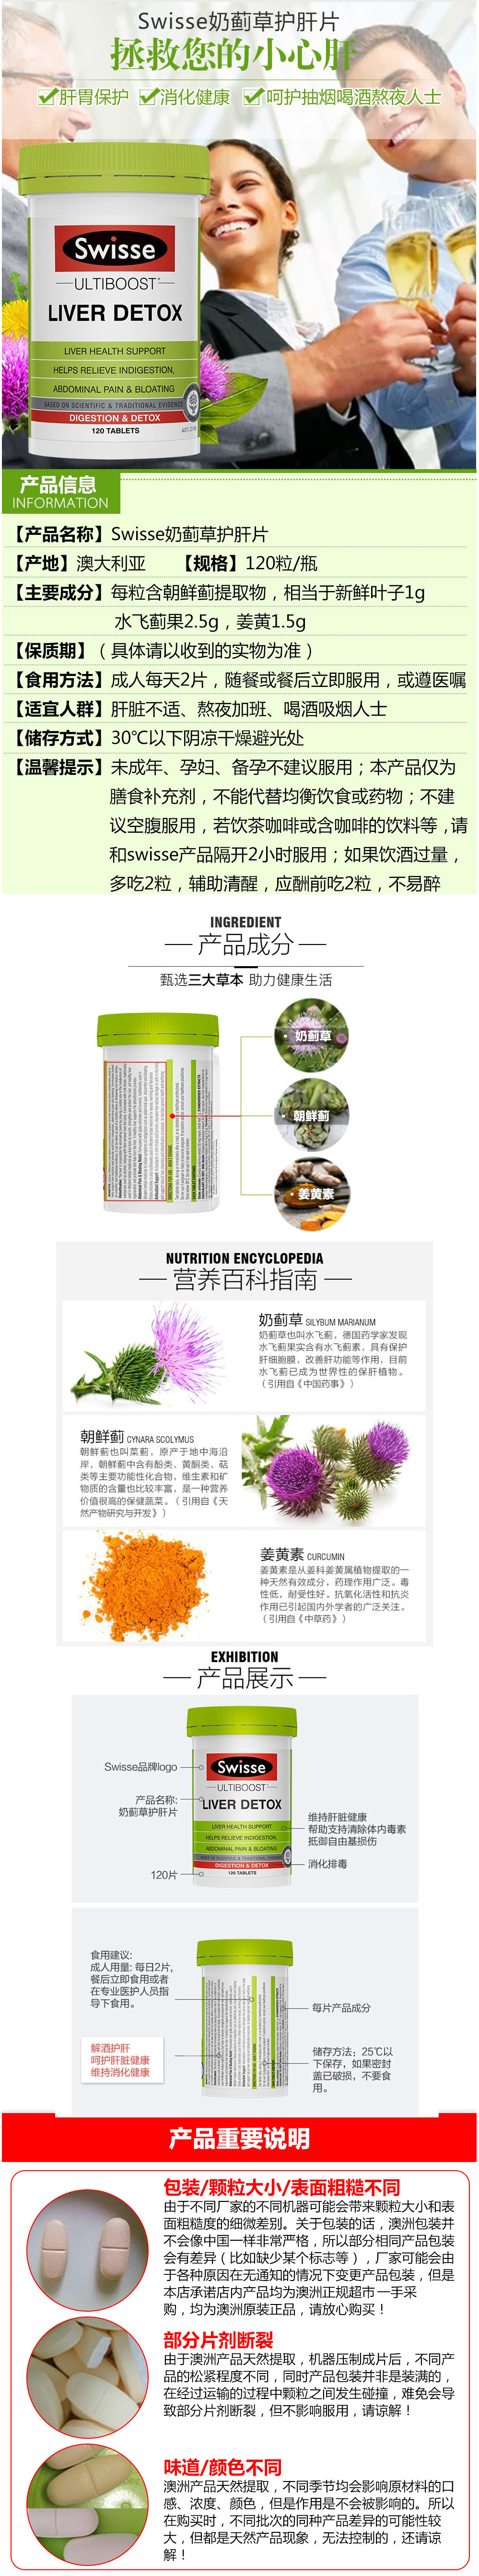 Swisse奶蓟草护肝片
拯救您的小心肝
肝胆保护 消化健康 呵护抽烟喝酒熬夜人士
Swisse
ULTIBOOST
LIVER DETOX
LIVER HEALTH SUPPORT
HELPS RELIEVE INDIGESTION,
ABDOMINAL PAIN & BLOATING
BASED ON SCIENTIFIC & TRADITIONAL EVIDENCE
DIGESTION & DETOX
120 TABLETS
产品信息
INFORMATION
【产品名称】Swisse奶蓟草护肝片
【产地】澳大利亚 【规格】120粒/瓶
【主要成分】每粒含朝鲜蓟提取物，相当于新鲜叶子1g
水飞蓟果2.5g，姜黄1.5g
【保质期】（具体请以收到的实物为准）
【食用方法】成人每天2片，随餐或餐后立即服用，或遵医嘱
【适宜人群】肝脏不适、熬夜加班、喝酒吸烟人士
【储存方式】30℃以下阴凉干燥避光处
【温馨提示】未成年、孕妇、备孕不建议服用；本产品仅为
膳食补充剂，不能代替均衡饮食或药物；不建
议空腹服用，若饮茶咖啡或含咖啡的饮料等，请
和swisse产品隔开2小时服用；如果饮酒过量，
多吃2粒，辅助清醒，应酬前吃2粒，不易醉
INGREDIENT
产品成分
甄选三大草本 助力健康生活
奶蓟草
朝鲜蓟
姜黄素
NUTRITION ENCYCLOPEDIA
营养百科指南
奶蓟草 SILYBUM MARIANUM
奶蓟草也叫水飞蓟，德国药学家发现
水飞蓟果实含有水飞蓟素，具有保护
肝细胞膜，改善肝功能等作用，目前
水飞蓟已成为世界性的保肝植物。
（引用自《中国药事》）
朝鲜蓟 CYNARA SCOLYMUS
朝鲜蓟也叫菜蓟，原产于地中海沿
岸，朝鲜蓟中含有酚类、黄酮类、萜
类等主要功能性化合物，维生素和矿
物质的含量也比较丰富，是一种营养
价值很高的保健蔬菜。（引用自《天
然产物研究与开发》）
姜黄素 CURCUMIN
姜黄素是从姜科姜黄属植物提取的一
种天然有效成分，药理作用广泛。毒
性低，耐受性好。抗氧化活性和抗炎
作用已引起国内外学者的广泛关注。
（引用自《中草药》）
EXHIBITION
产品展示
Swisse品牌logo
产品名称:
奶蓟草护肝片
120片
Swisse
ULTIBOOST
LIVER DETOX
LIVER HEALTH SUPPORT
HELPS RELIEVE INDIGESTION,
ABDOMINAL PAIN & BLOATING
DIGESTION & DETOX
120 TABLETS
维持肝脏健康
帮助支持清除体内毒素
抵御自由基损伤
消化排毒
食用建议:
成人用量: 每日2片,
餐后立即食用或者
在专业医护人员指
导下食用。
解酒护肝
呵护肝脏健康
维持消化健康
每片产品成分
储存方法：25℃以
下保存，如果密封
盖已破损，不要食
用。
产品重要说明
包装/颗粒大小/表面粗糙不同
由于不同厂家的不同机器可能会带来颗粒大小和表
面粗糙度的细微差别。关于包装的话，澳洲包装并
不会像中国一样非常严格，所以部分相同产品包装
会有差异（比如缺少某个标志等），厂家可能会由
于各种原因在无通知的情况下变更产品包装，但是
本店承诺店内产品均为澳洲正规超市一手采
购，均为澳洲原装正品，请放心购买！
部分片剂断裂
由于澳洲产品天然提取，机器压制成片后，不同产
品的松紧程度不同，同时产品包装并非是装满的，
在经过运输的过程中颗粒之间发生碰撞，难免会导
致部分片剂断裂，但不影响服用，请谅解！
味道/颜色不同
澳洲产品天然提取，不同季节均会影响原材料的口
感、浓度、颜色，但是作用是不会被影响的。所以
在购买时，不同批次的同种产品差异的可能性较
大，但都是天然产品现象，无法控制的，还请谅
解！